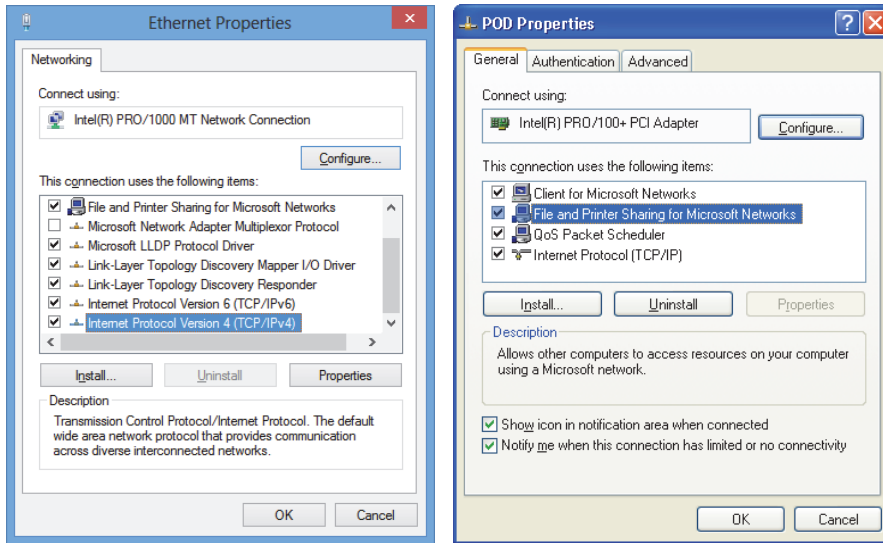 Ethernet Properties
Networking
Connect using:
Intel(R) PRO/1000 MT Network Connection
Configure...
This connection uses the following items:
File and Printer Sharing for Microsoft Networks
Microsoft Network Adapter Multiplexor Protocol
Microsoft LLDP Protocol Driver
Link-Layer Topology Discovery Mapper I/O Driver
Link-Layer Topology Discovery Responder
Internet Protocol Version 6 (TCP/IPv6)
Internet Protocol Version 4 (TCP/IPv4)
Install...
Uninstall
Properties
Description
Transmission Control Protocol/Internet Protocol. The default
wide area network protocol that provides communication
across diverse interconnected networks.
OK
Cancel
POD Properties
General
Authentication
Advanced
Connect using:
Intel(R) PRO/100+ PCI Adapter
Configure...
This connection uses the following items:
Client for Microsoft Networks
File and Printer Sharing for Microsoft Networks
QoS Packet Scheduler
Internet Protocol (TCP/IP)
Install...
Uninstall
Properties
Description
Allows other computers to access resources on your computer
using a Microsoft network.
Show icon in notification area when connected
Notify me when this connection has limited or no connectivity
OK
Cancel